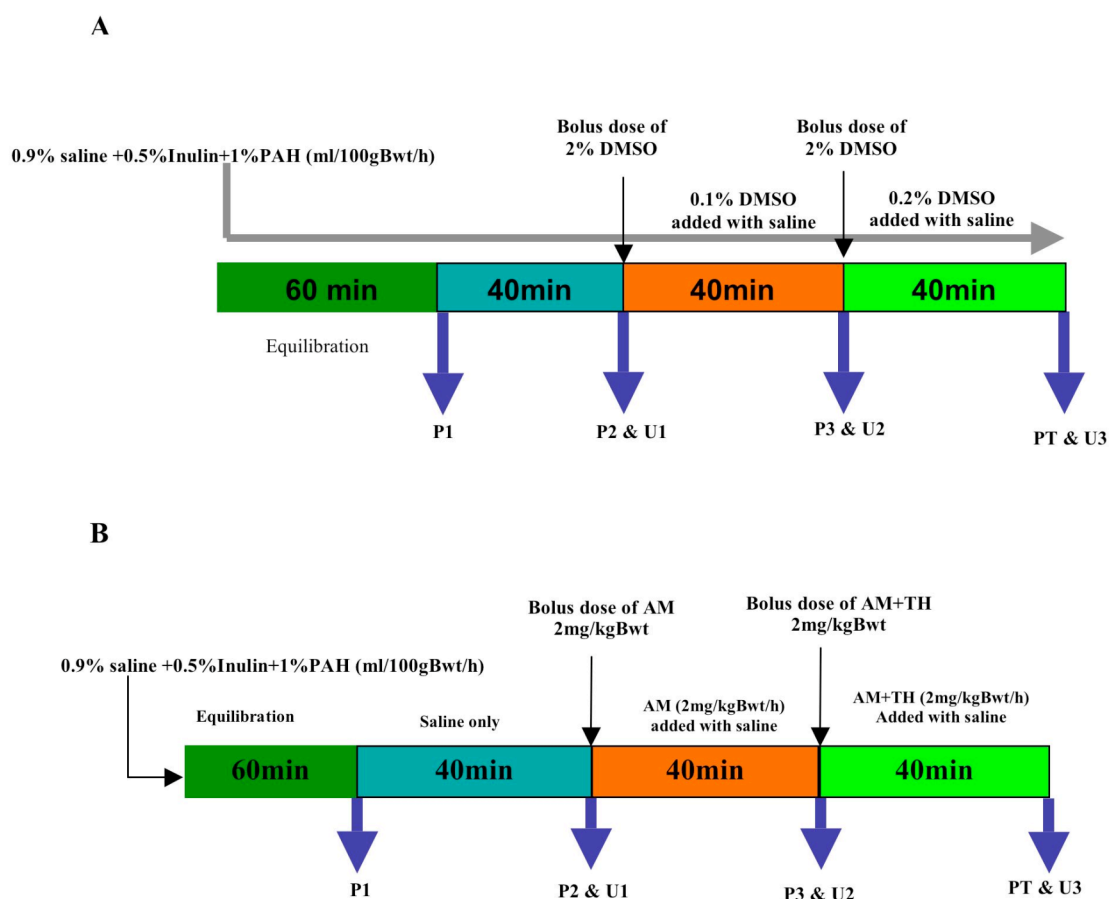 A
Bolus dose of
2% DMSO
Bolus dose of
2% DMSO
0.9% saline +0.5%Inulin+1%PAH (ml/100gBwt/h)
0.1% DMSO
added with saline
0.2% DMSO
added with saline
60 min
40min
40min
40min
Equilibration
P1
P2 & U1
P3 & U2
PT & U3
B
Bolus dose of AM
2mg/kgBwt
Bolus dose of AM+TH
2mg/kgBwt
0.9% saline +0.5%Inulin+1%PAH (ml/100gBwt/h)
Equilibration
Saline only
AM (2mg/kgBwt/h)
added with saline
AM+TH (2mg/kgBwt/h)
Added with saline
60min
40min
40min
40min
P1
P2 & U1
P3 & U2
PT & U3